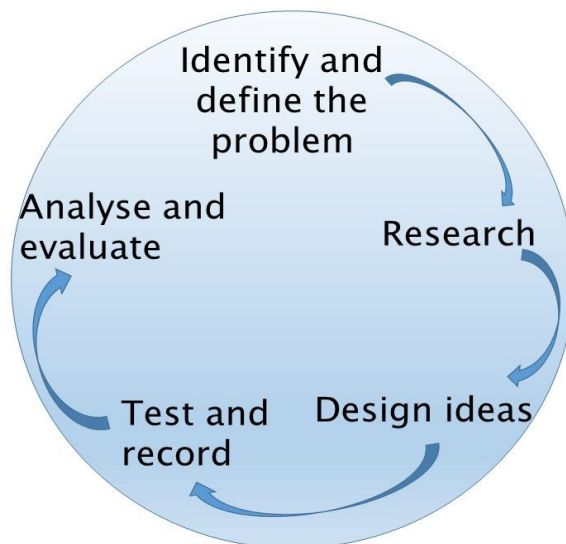 Identify and
define the
problem
Research
Design ideas
Test and
record
Analyse and
evaluate